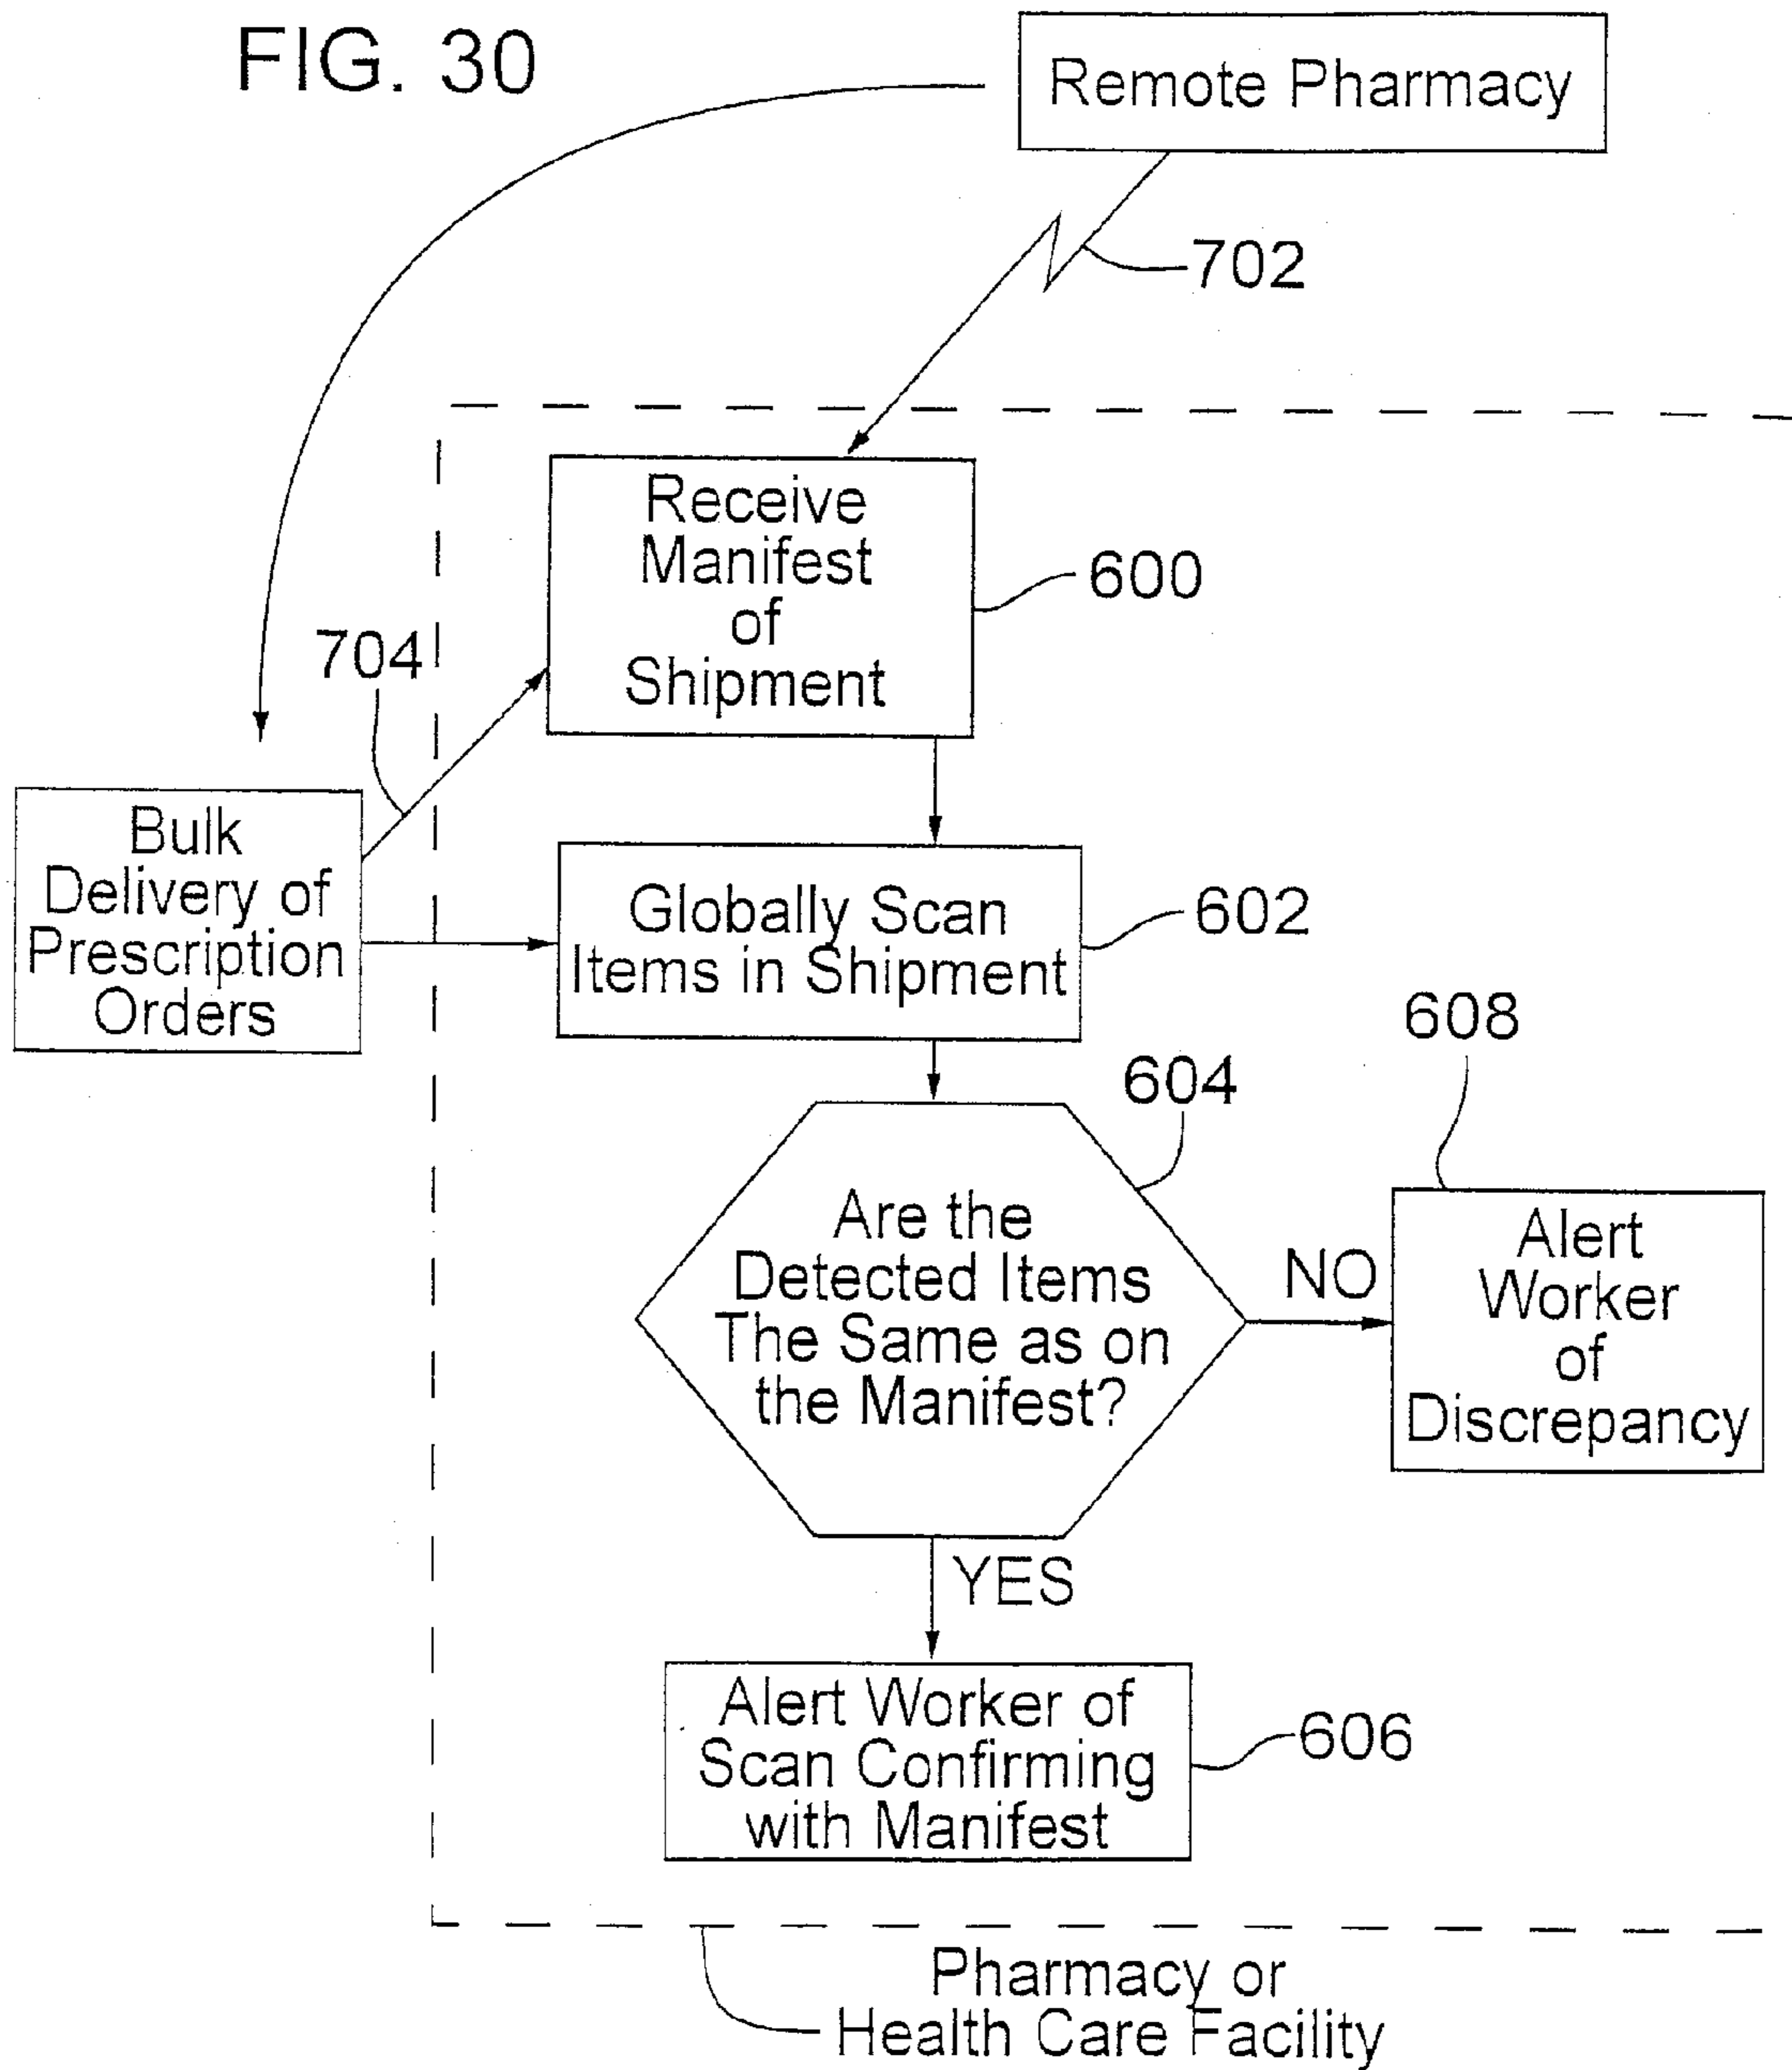 FIG. 30
Remote Pharmacy
702
Receive
Manifest
of
Shipment
600
704
Bulk
Delivery of
Prescription
Orders
Globally Scan
Items in Shipment
602
604
608
Are the
Detected Items
The Same as on
the Manifest?
NO
Alert
Worker
of
Discrepancy
YES
Alert Worker of
Scan Confirming
with Manifest
606
Pharmacy or
Health Care Facility